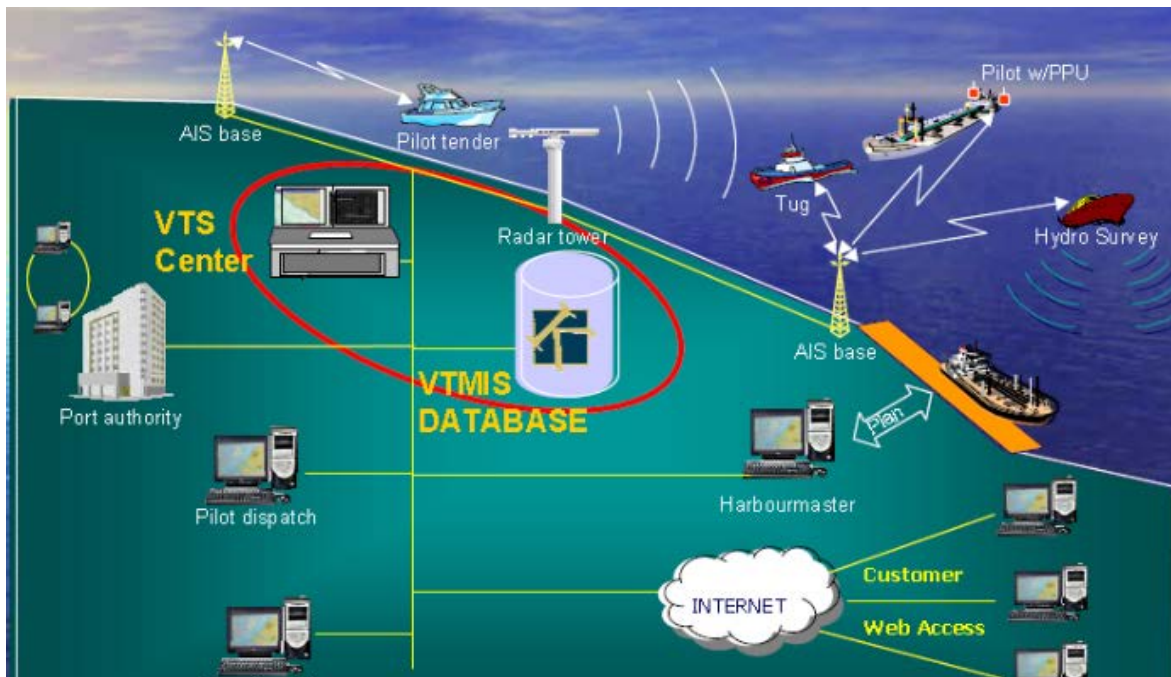 Pilot w/PPU
AIS base
Pilot tender
Tug
VTS
Center
Radar tower
Hydro Survey
AIS base
VTMIS
DATABASE
Port authority
Plan
Pilot dispatch
Harbourmaster
Customer
INTERNET
Web Access